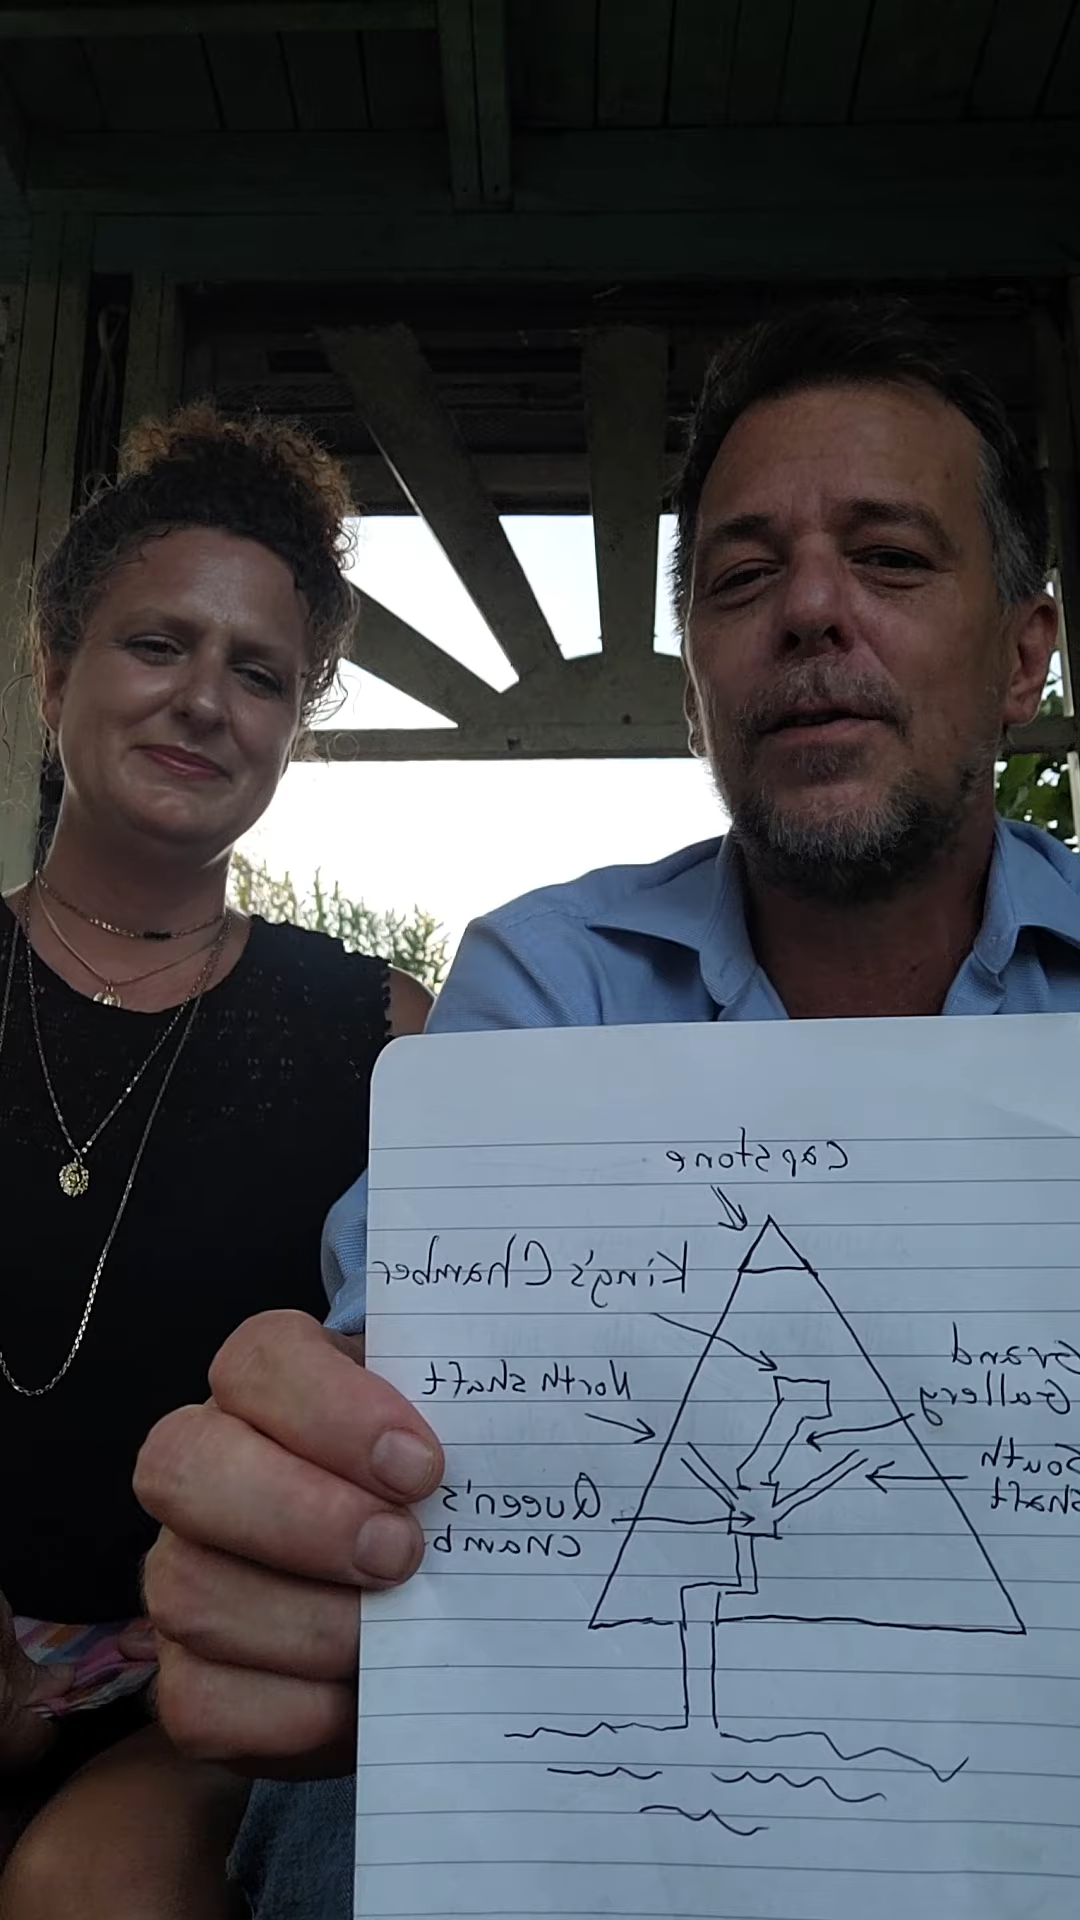 Capstone
King's Chamber
Grand
Gallery
North shaft
South
shaft
Queen's
chamb